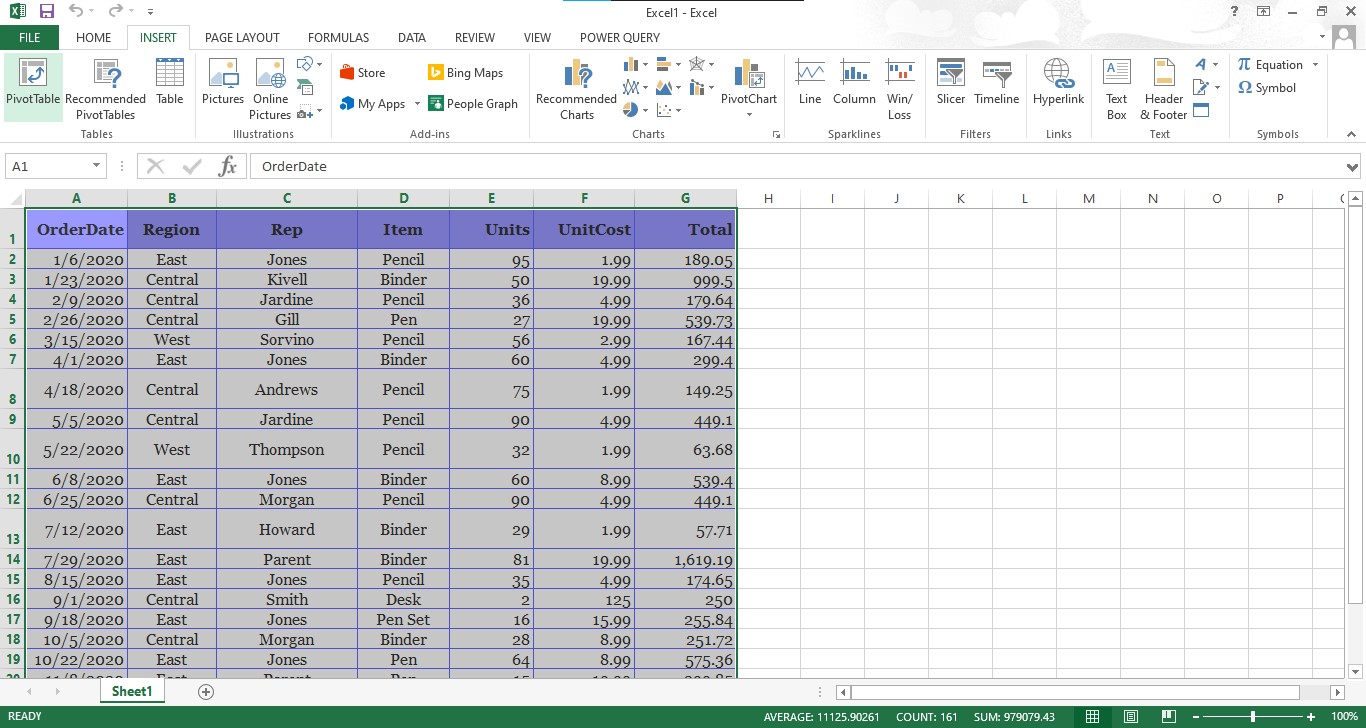 Excel1 - Excel
?
FILE HOME INSERT PAGE LAYOUT FORMULAS DATA REVIEW VIEW POWER QUERY
PivotTable
Recommended
PivotTables
Table
Tables
Pictures
Online
Pictures
Illustrations
Store
My Apps
Bing Maps
People Graph
Add-ins
Recommended
Charts
PivotChart
Charts
Line
Column
Win/
Loss
Sparklines
Slicer
Timeline
Filters
Hyperlink
Links
Text
Box
Header
& Footer
Text
π Equation
Ω Symbol
Symbols
A1 fx OrderDate
A B C D E F G H I J K L M N O P
1 OrderDate Region Rep Item Units UnitCost Total
2 1/6/2020 East Jones Pencil 95 1.99 189.05
3 1/23/2020 Central Kivell Binder 50 19.99 999.5
4 2/9/2020 Central Jardine Pencil 36 4.99 179.64
5 2/26/2020 Central Gill Pen 27 19.99 539.73
6 3/15/2020 West Sorvino Pencil 56 2.99 167.44
7 4/1/2020 East Jones Binder 60 4.99 299.4
8 4/18/2020 Central Andrews Pencil 75 1.99 149.25
9 5/5/2020 Central Jardine Pencil 90 4.99 449.1
10 5/22/2020 West Thompson Pencil 32 1.99 63.68
11 6/8/2020 East Jones Binder 60 8.99 539.4
12 6/25/2020 Central Morgan Pencil 90 4.99 449.1
13 7/12/2020 East Howard Binder 29 1.99 57.71
14 7/29/2020 East Parent Binder 81 19.99 1,619.19
15 8/15/2020 East Jones Pencil 35 4.99 174.65
16 9/1/2020 Central Smith Desk 2 125 250
17 9/18/2020 East Jones Pen Set 16 15.99 255.84
18 10/5/2020 Central Morgan Binder 28 8.99 251.72
19 10/22/2020 East Jones Pen 64 8.99 575.36
Sheet1
READY AVERAGE: 11125.90261 COUNT: 161 SUM: 979079.43 100%